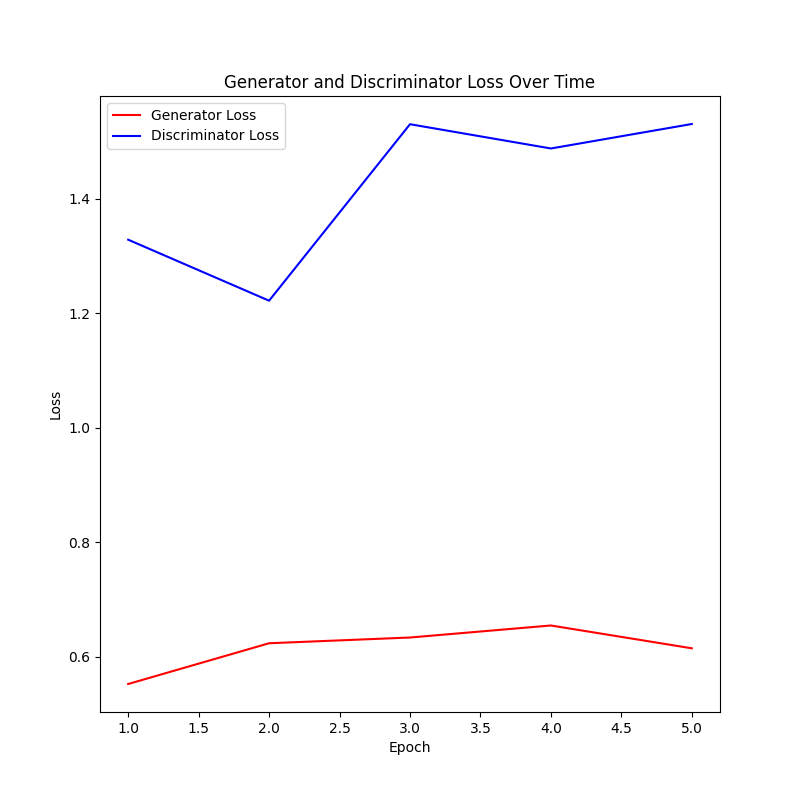 Generator and Discriminator Loss Over Time
Generator Loss
Discriminator Loss
1.4
1.2
1.0
0.8
0.6
Loss
1.0 1.5 2.0 2.5 3.0 3.5 4.0 4.5 5.0
Epoch